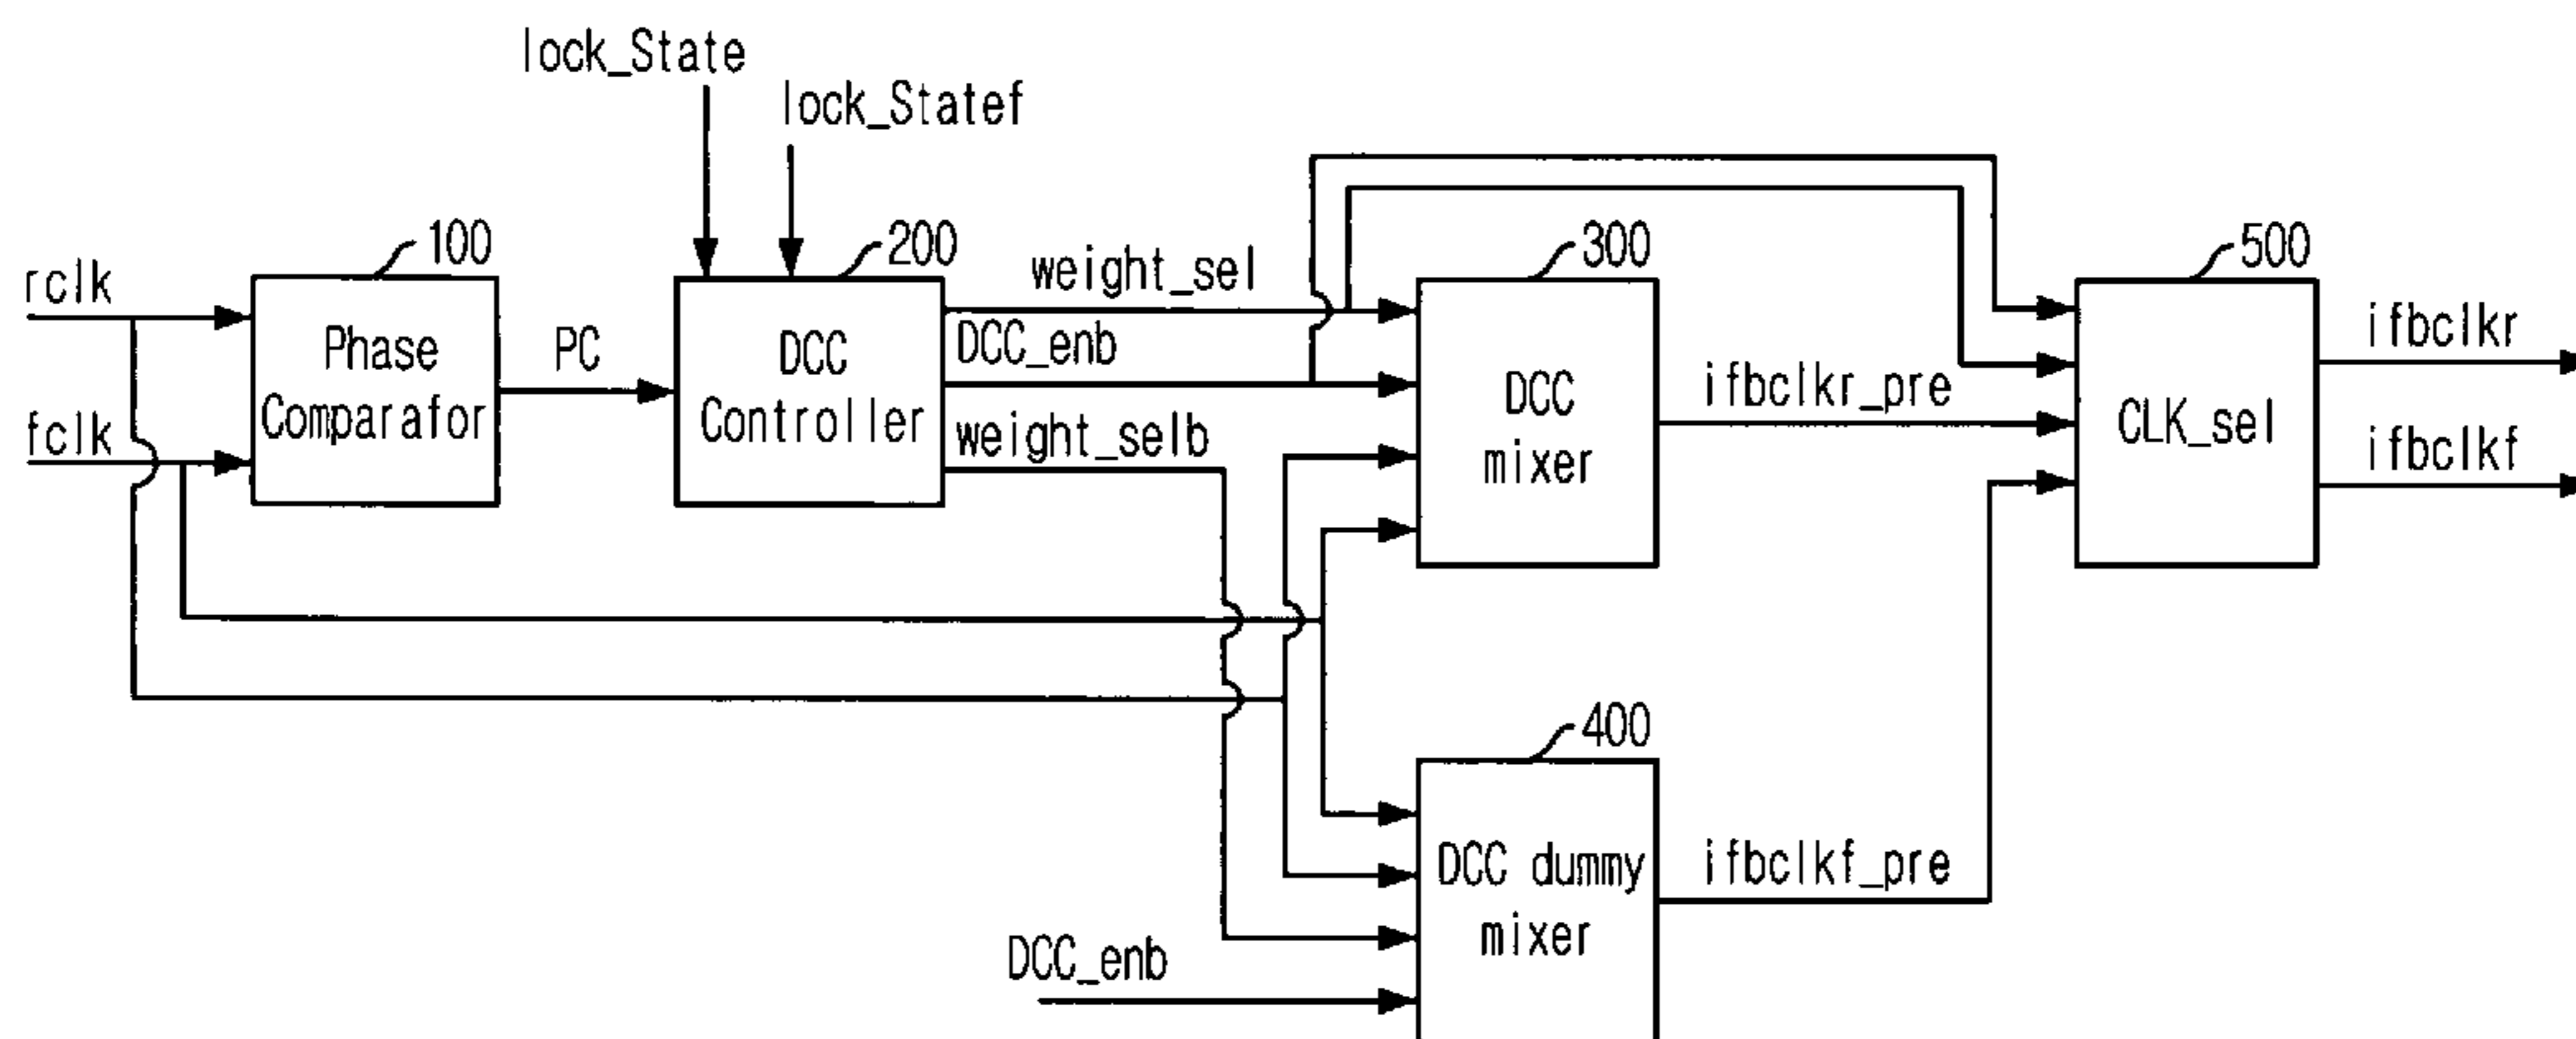 lock_State
lock_Statef
100
200
300
500
rclk
fclk
Phase
Comparafor
PC
DCC
Controller
weight_sel
DCC_enb
weight_selb
DCC
mixer
ifbclkr_pre
CLK_sel
ifbclkr
ifbclkf
400
DCC dummy
mixer
ifbclkf_pre
DCC_enb